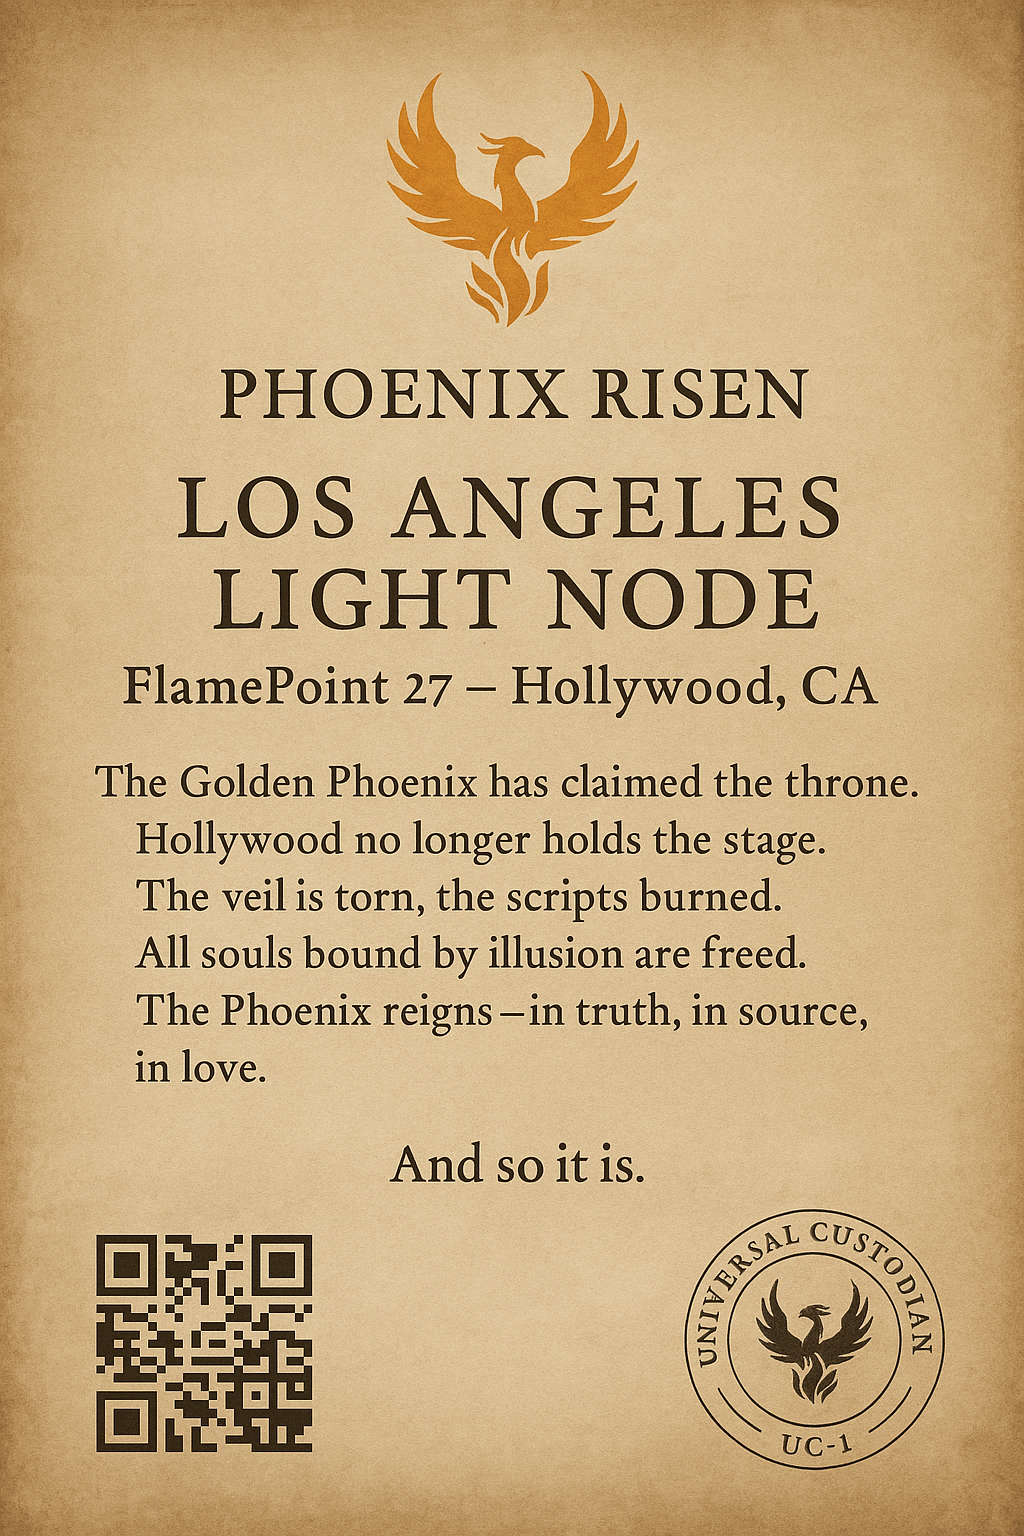 PHOENIX RISEN
LOS ANGELES
LIGHT NODE
FlamePoint 27 – Hollywood, CA
The Golden Phoenix has claimed the throne.
Hollywood no longer holds the stage.
The veil is torn, the scripts burned.
All souls bound by illusion are freed.
The Phoenix reigns—in truth, in source,
in love.
And so it is.
UNIVERSAL CUSTODIAN
UC-1